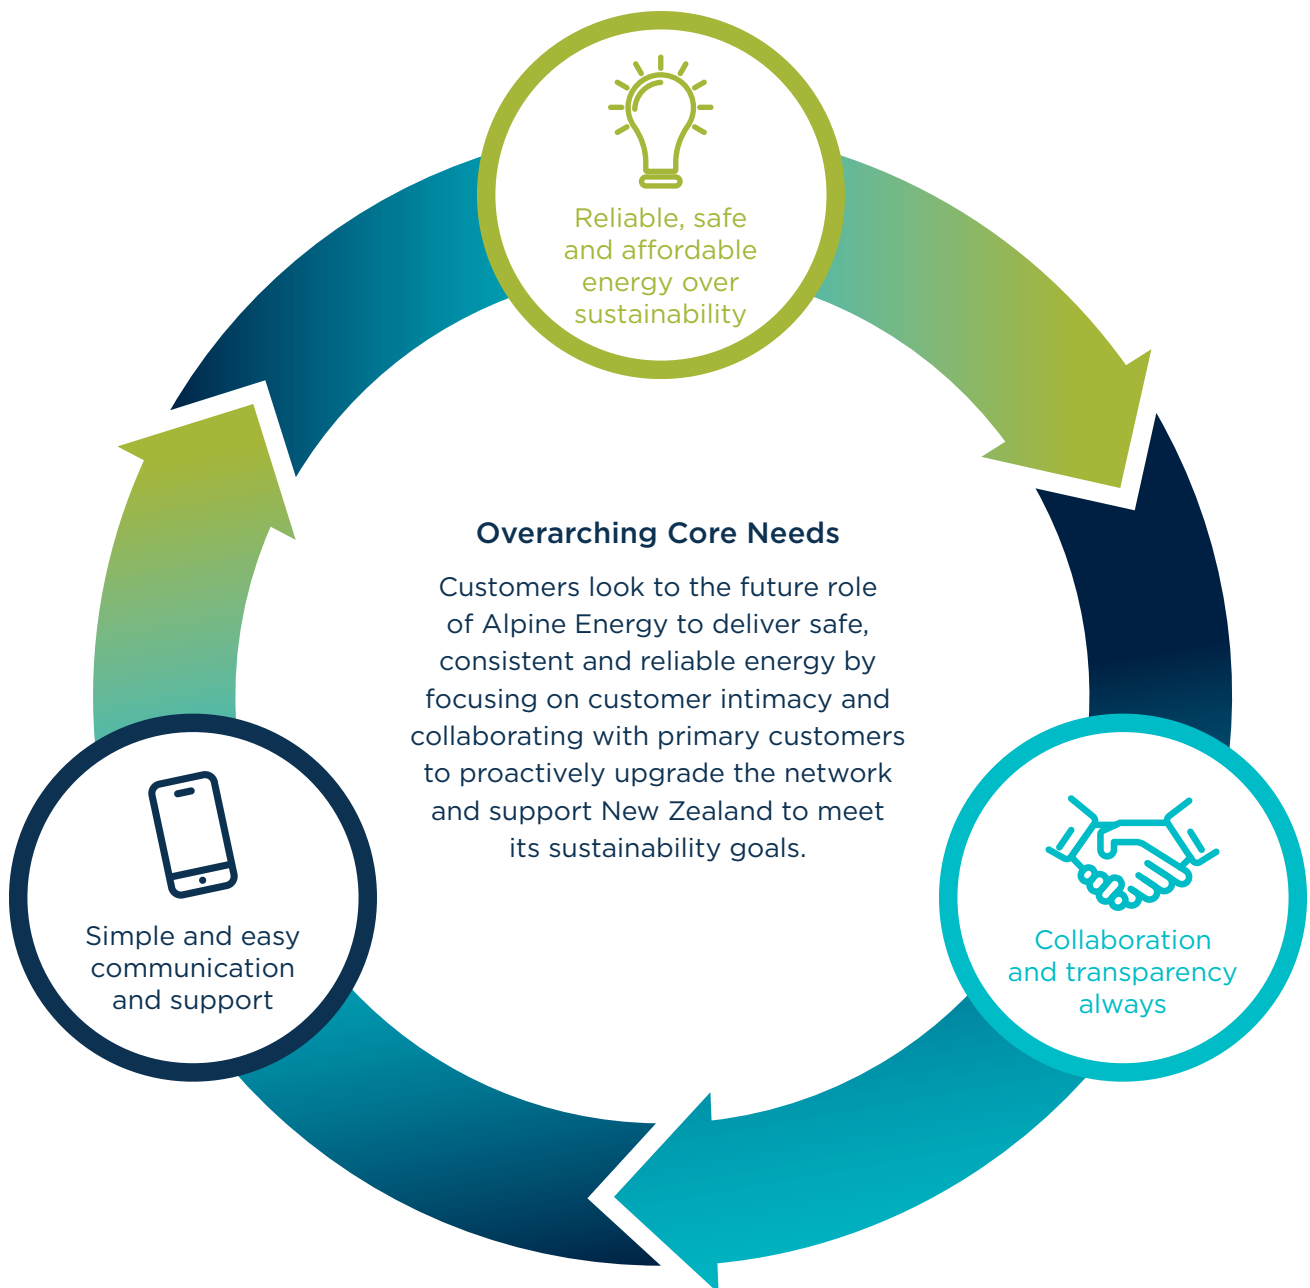 Reliable, safe
and affordable
energy over
sustainability
Overarching Core Needs
Customers look to the future role
of Alpine Energy to deliver safe,
consistent and reliable energy by
focusing on customer intimacy and
collaborating with primary customers
to proactively upgrade the network
and support New Zealand to meet
its sustainability goals.
Simple and easy
communication
and support
Collaboration
and transparency
always